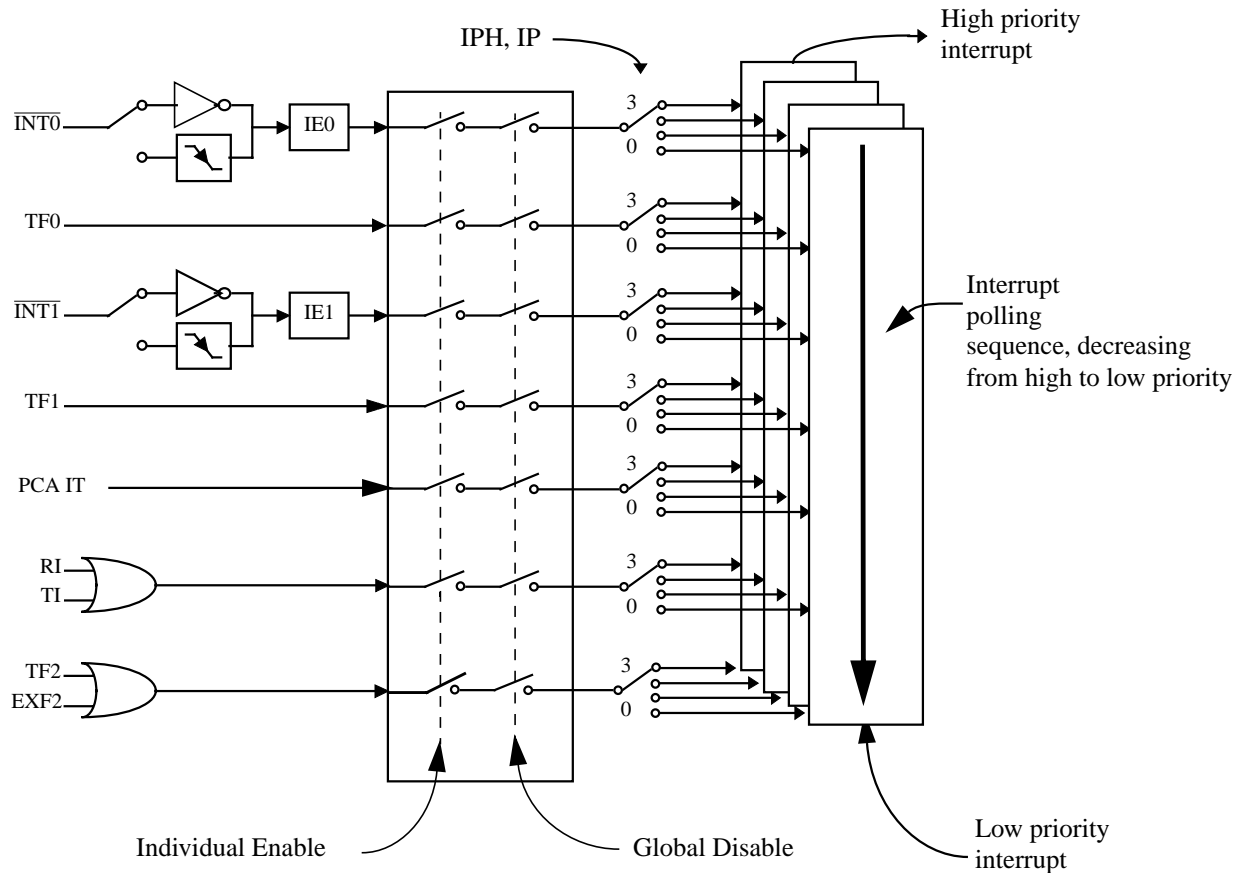 IPH, IP
High priority
interrupt
INT0
IE0
3
0
TF0
3
0
INT1
IE1
3
0
Interrupt
polling
sequence, decreasing
from high to low priority
TF1
3
0
PCA IT
3
0
RI
TI
3
0
TF2
EXF2
3
0
Individual Enable
Global Disable
Low priority
interrupt